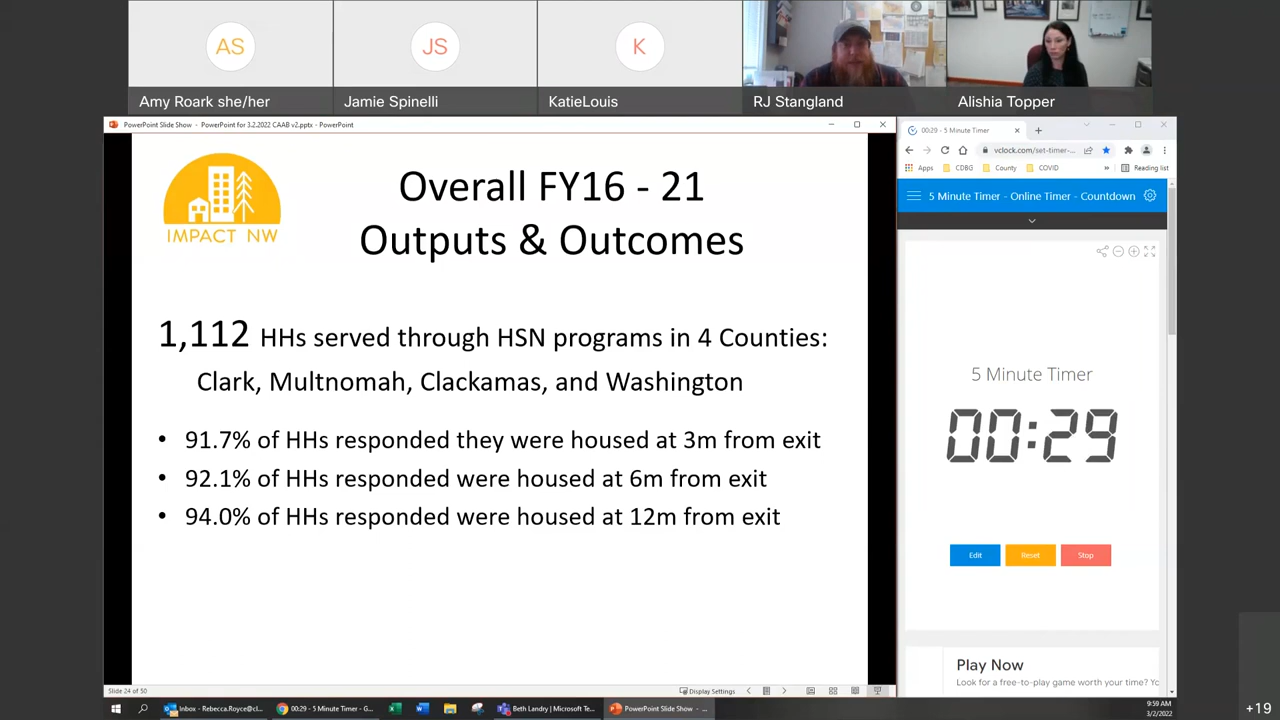 AS
JS
K
Amy Roark she/her
Jamie Spinelli
KatieLouis
RJ Stangland
Alishia Topper
PowerPoint Slide Show - PowerPoint for 3.2.2022 CAAB v2.pptx - PowerPoint
IMPACT NW
Overall FY16 - 21
Outputs & Outcomes
1,112 HHs served through HSN programs in 4 Counties:
Clark, Multnomah, Clackamas, and Washington
• 91.7% of HHs responded they were housed at 3m from exit
• 92.1% of HHs responded were housed at 6m from exit
• 94.0% of HHs responded were housed at 12m from exit
Slide 24 of 50
Display Settings
00:29 - 5 Minute Timer
vclock.com/set-timer-...
Apps
CDBG
County
COVID
»
Reading list
5 Minute Timer - Online Timer - Countdown
5 Minute Timer
00:29
Edit
Reset
Stop
Play Now
Look for a free-to-play game worth your time? Yo
Inbox - Rebecca.Royce@cl...
00:29 - 5 Minute Timer - G...
Beth Landry | Microsoft Te...
PowerPoint Slide Show - ...
9:59 AM
3/2/2022
+19